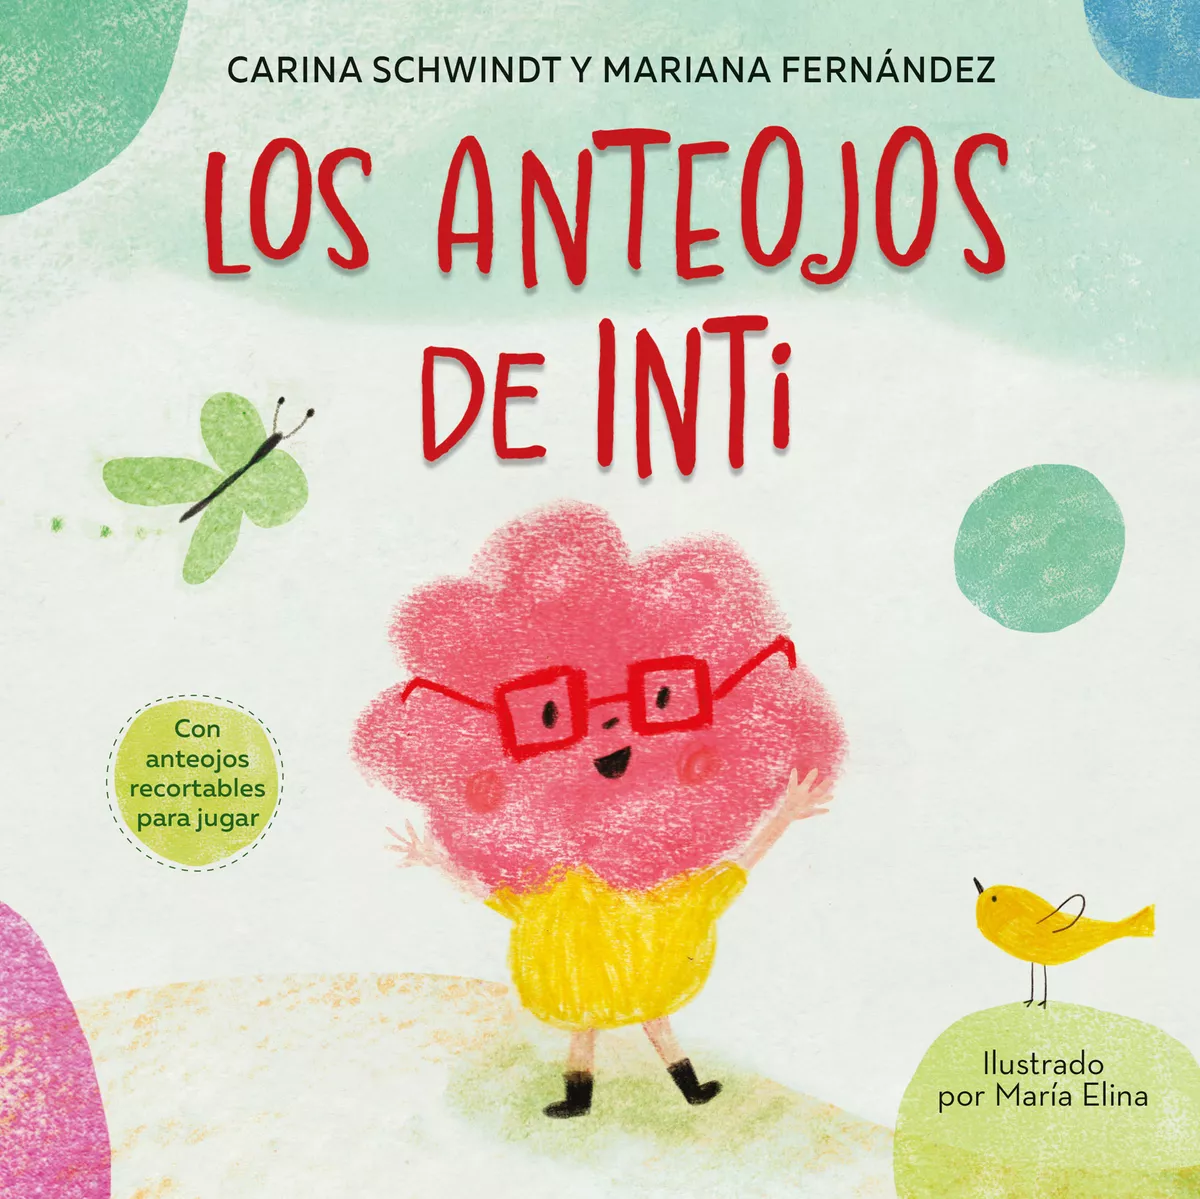 CARINA SCHWINDT Y MARIANA FERNÁNDEZ
LOS ANTEOJOS
DE INTi
Con
anteojos
recortables
para jugar
Ilustrado
por María Elina